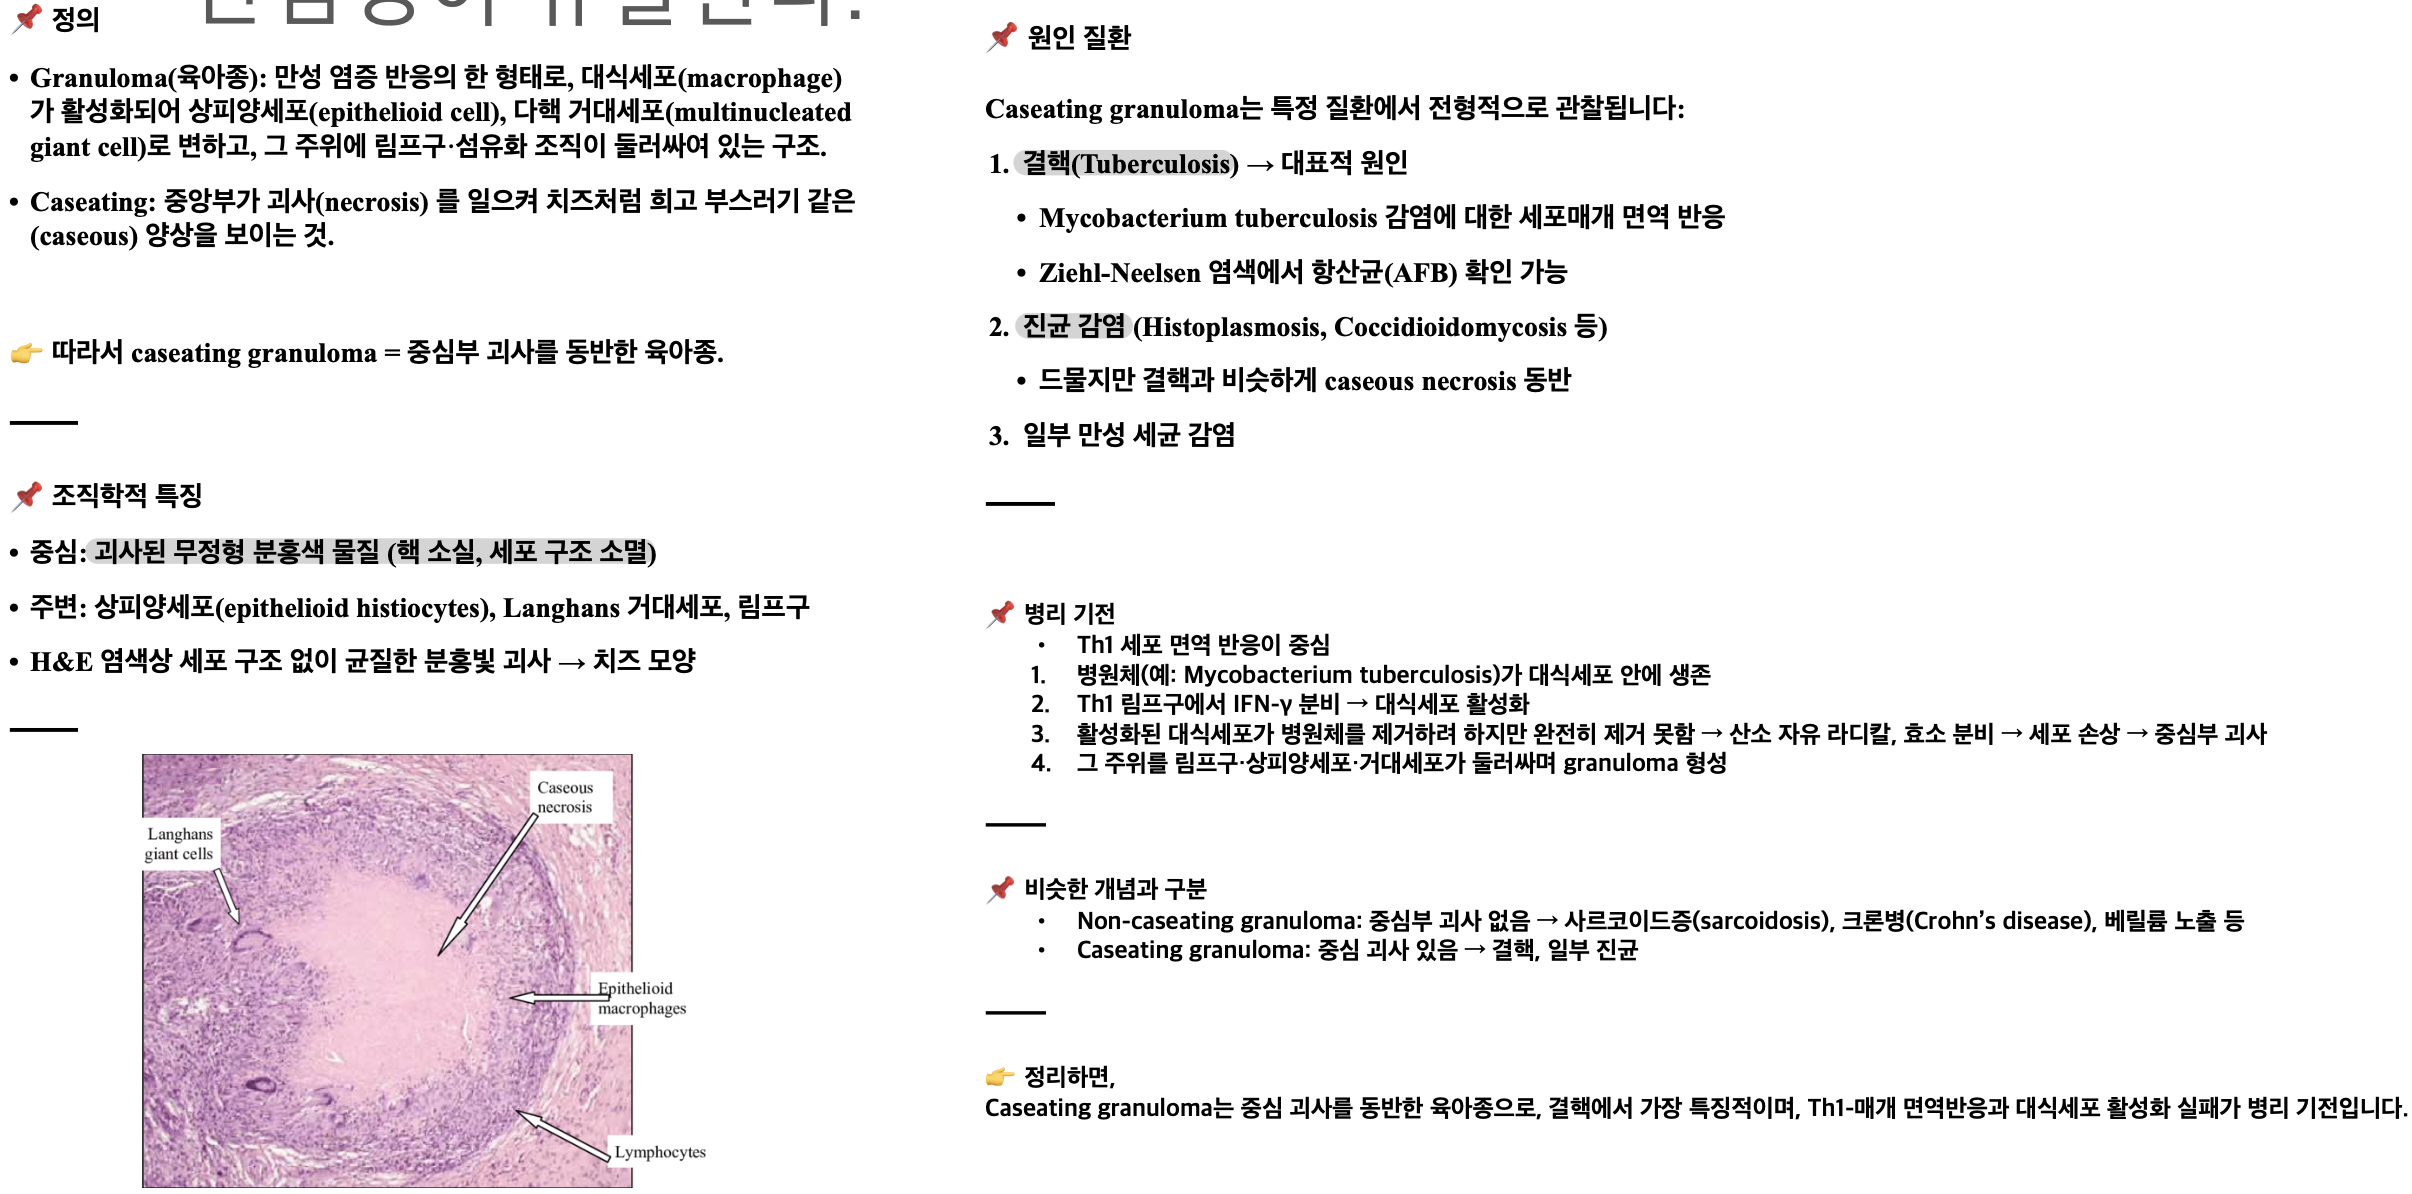 📌 정의
• Granuloma(육아종): 만성 염증 반응의 한 형태로, 대식세포(macrophage)
가 활성화되어 상피양세포(epithelioid cell), 다핵 거대세포(multinucleated
giant cell)로 변하고, 그 주위에 림프구·섬유화 조직이 둘러싸여 있는 구조.
• Caseating: 중앙부가 괴사(necrosis) 를 일으켜 치즈처럼 희고 부스러기 같은
(caseous) 양상을 보이는 것.
👉 따라서 caseating granuloma = 중심부 괴사를 동반한 육아종.
📌 조직학적 특징
• 중심: 괴사된 무정형 분홍색 물질 (핵 소실, 세포 구조 소멸)
• 주변: 상피양세포(epithelioid histiocytes), Langhans 거대세포, 림프구
• H&E 염색상 세포 구조 없이 균질한 분홍빛 괴사 → 치즈 모양
Caseous
necrosis
Langhans
giant cells
Epithelioid
macrophages
Lymphocytes
📌 원인 질환
Caseating granuloma는 특정 질환에서 전형적으로 관찰됩니다:
1. 결핵(Tuberculosis) → 대표적 원인
• Mycobacterium tuberculosis 감염에 대한 세포매개 면역 반응
• Ziehl-Neelsen 염색에서 항산균(AFB) 확인 가능
2. 진균 감염 (Histoplasmosis, Coccidioidomycosis 등)
• 드물지만 결핵과 비슷하게 caseous necrosis 동반
3. 일부 만성 세균 감염
📌 병리 기전
• Th1 세포 면역 반응이 중심
1. 병원체(예: Mycobacterium tuberculosis)가 대식세포 안에 생존
2. Th1 림프구에서 IFN-γ 분비 → 대식세포 활성화
3. 활성화된 대식세포가 병원체를 제거하려 하지만 완전히 제거 못함 → 산소 자유 라디칼, 효소 분비 → 세포 손상 → 중심부 괴사
4. 그 주위를 림프구·상피양세포·거대세포가 둘러싸며 granuloma 형성
📌 비슷한 개념과 구분
• Non-caseating granuloma: 중심부 괴사 없음 → 사르코이드증(sarcoidosis), 크론병(Crohn’s disease), 베릴륨 노출 등
• Caseating granuloma: 중심 괴사 있음 → 결핵, 일부 진균
👉 정리하면,
Caseating granuloma는 중심 괴사를 동반한 육아종으로, 결핵에서 가장 특징적이며, Th1-매개 면역반응과 대식세포 활성화 실패가 병리 기전입니다.